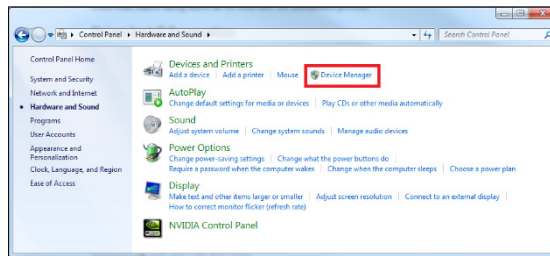 Control Panel ▸ Hardware and Sound ▸
Search Control Panel
Control Panel Home
System and Security
Network and Internet
Hardware and Sound
Programs
User Accounts
Appearance and
Personalization
Clock, Language, and Region
Ease of Access
Devices and Printers
Add a device | Add a printer | Mouse | Device Manager
AutoPlay
Change default settings for media or devices | Play CDs or other media automatically
Sound
Adjust system volume | Change system sounds | Manage audio devices
Power Options
Change power-saving settings | Change what the power buttons do |
Require a password when the computer wakes | Change when the computer sleeps | Choose a power plan
Display
Make text and other items larger or smaller | Adjust screen resolution | Connect to an external display |
How to correct monitor flicker (refresh rate)
NVIDIA Control Panel